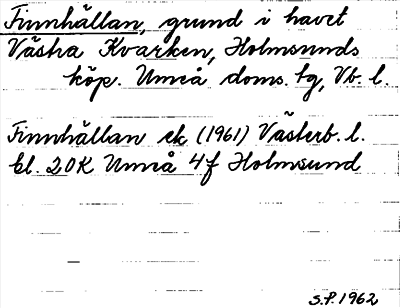 Finnhällan, grund i havet
Västra Kvarken, Holmsunds
köp. Umeå doms. tg, Vb. l.
Finnhällan ek (1961) Västerb. l.
bl. 20K Umeå 4f Holmsund
S.P. 1962